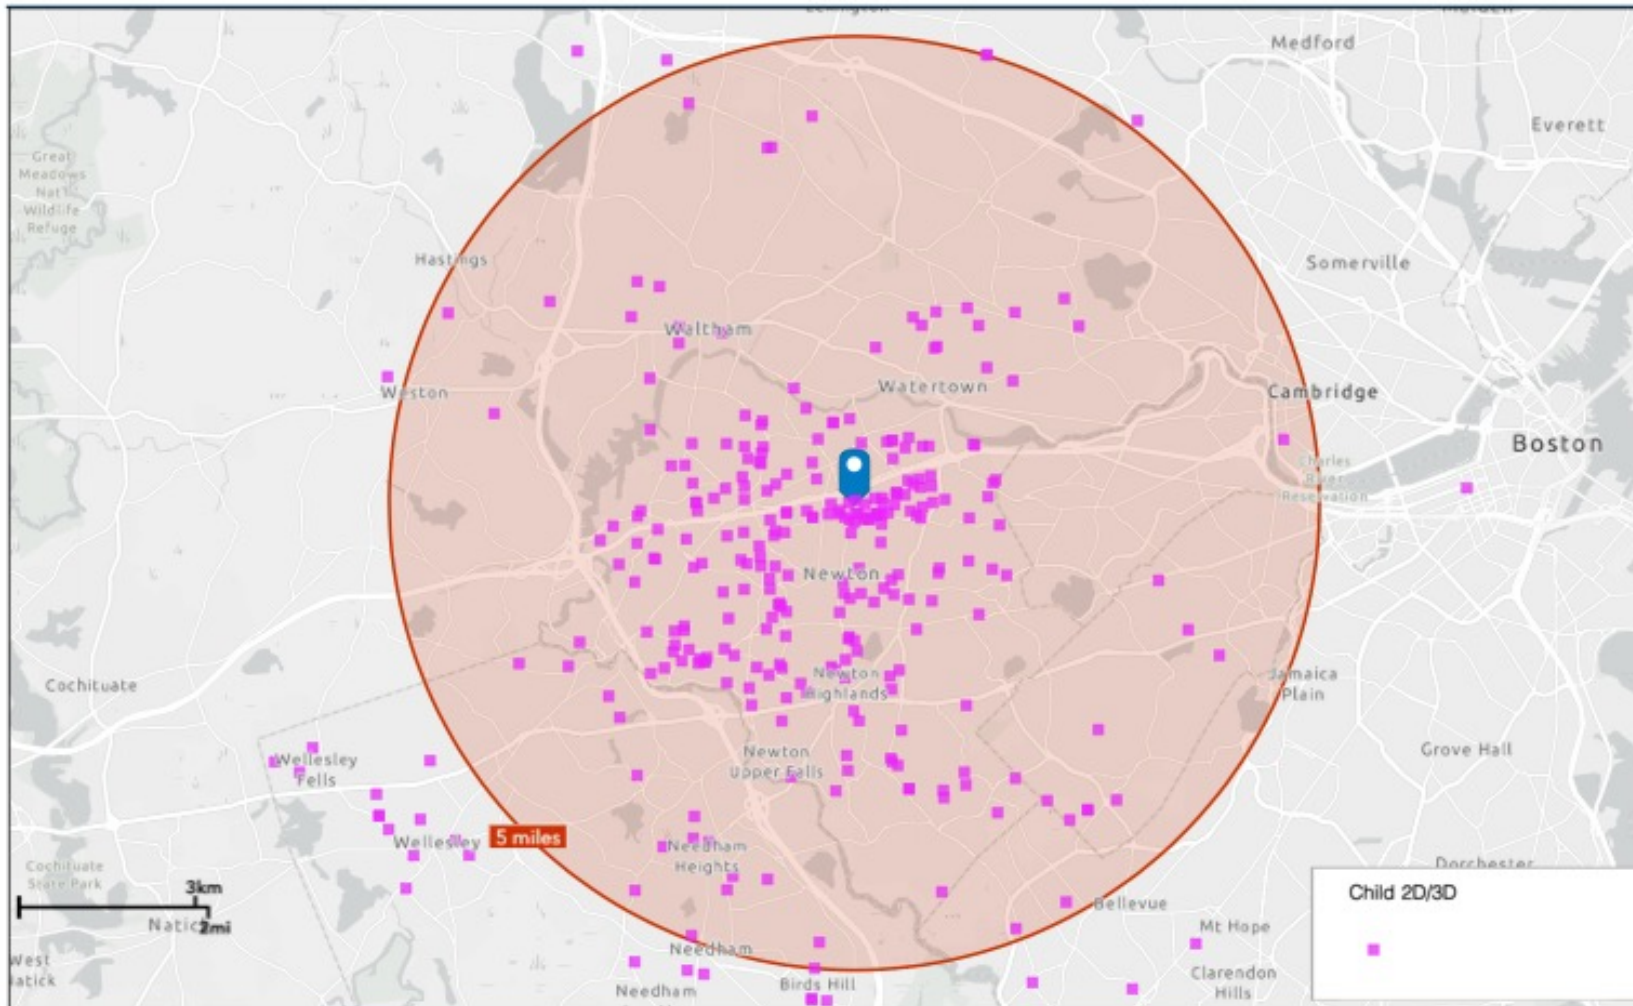 Lexington
Malden
Medford
Everett
Great
Meadows
Nat'l
Wildlife
Refuge
Hastings
Somerville
Waltham
Weston
Watertown
Cambridge
Boston
Charles
River
Reservation
Newton
Cochituate
Newton
Highlands
Jamaica
Plain
Wellesley
Fells
Newton
Upper Falls
Grove Hall
5 miles
Wellesley
Needham
Heights
Cochituate
State Park
Dorchester
3km
2mi
Natick
Child 2D/3D
Bellevue
Mt Hope
Needham
West
Natick
Needham
Birds Hill
Clarendon
Hills